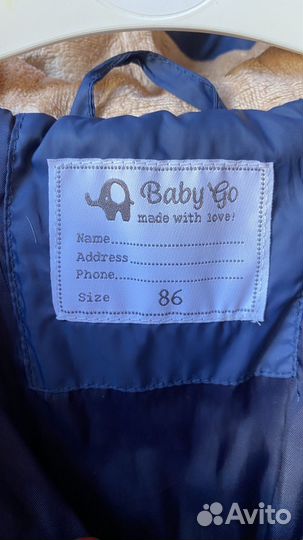 Baby Go
made with love!
Name..................
Address...............
Phone.................
Size 86
Avito